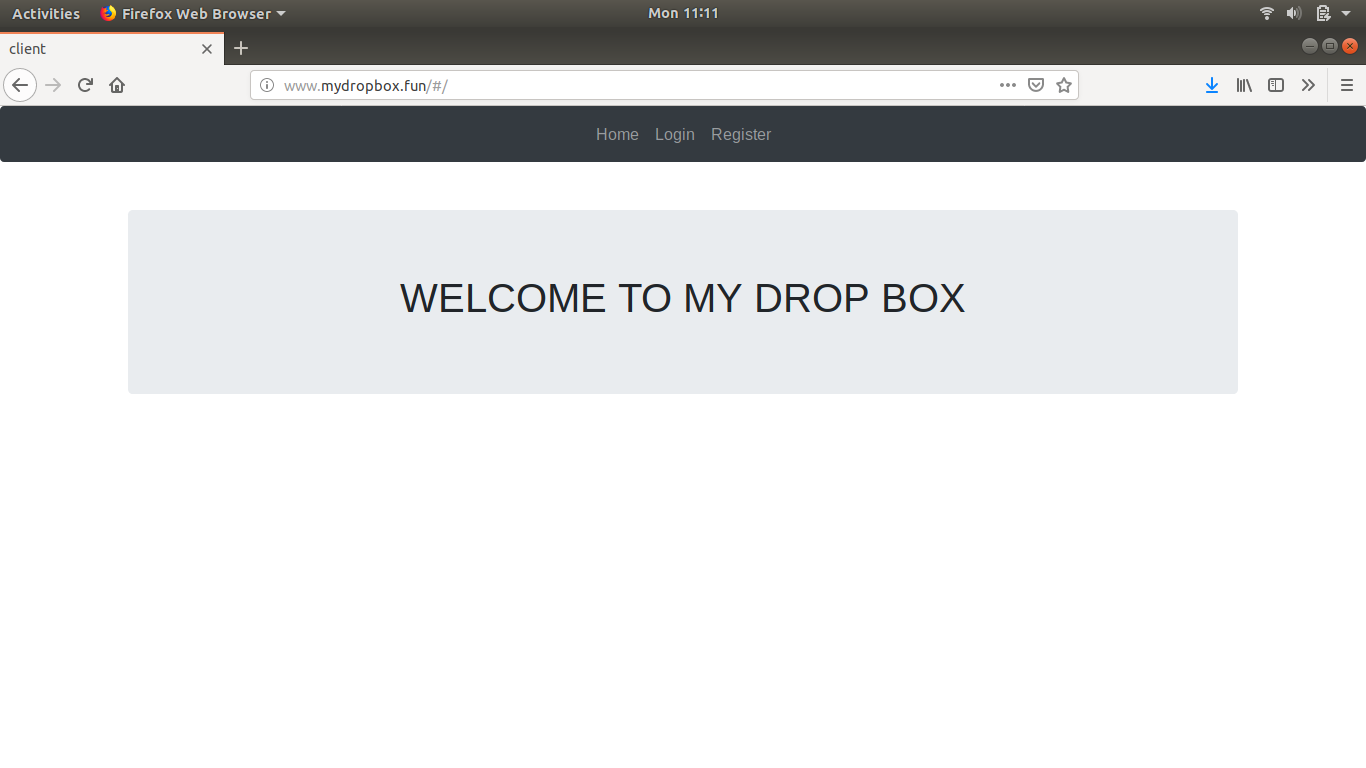 Activities Firefox Web Browser Mon 11:11
client
www.mydropbox.fun/#/
Home Login Register
WELCOME TO MY DROP BOX